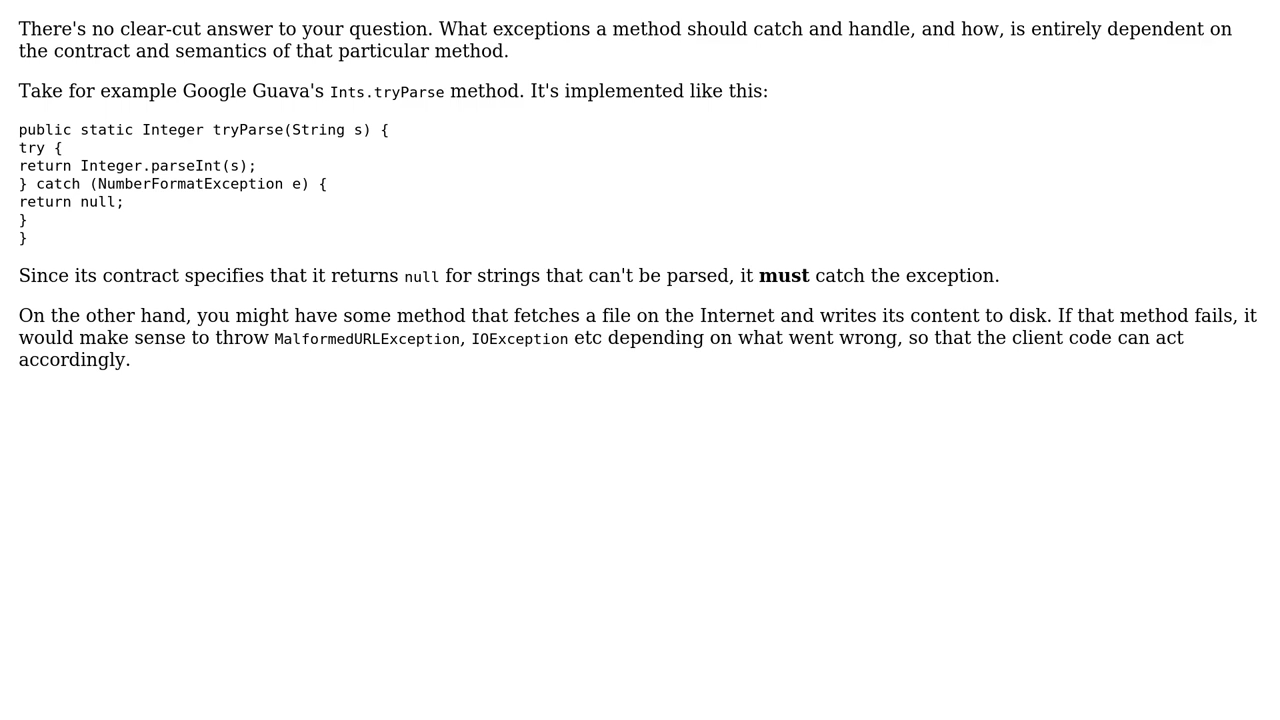 There's no clear-cut answer to your question. What exceptions a method should catch and handle, and how, is entirely dependent on
the contract and semantics of that particular method.
Take for example Google Guava's Ints.tryParse method. It's implemented like this:
public static Integer tryParse(String s) {
try {
return Integer.parseInt(s);
} catch (NumberFormatException e) {
return null;
}
}
Since its contract specifies that it returns null for strings that can't be parsed, it must catch the exception.
On the other hand, you might have some method that fetches a file on the Internet and writes its content to disk. If that method fails, it
would make sense to throw MalformedURLException, IOException etc depending on what went wrong, so that the client code can act
accordingly.